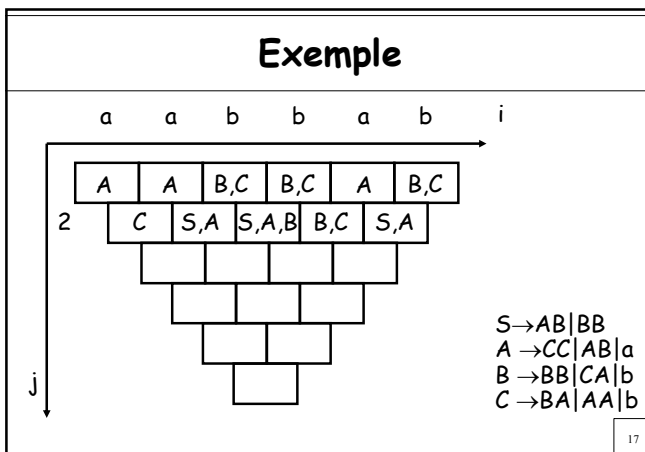 Exemple
a a b b a b i
A A B,C B,C A B,C
2 C S,A S,A,B B,C S,A
S→AB|BB
A →CC|AB|a
B →BB|CA|b
C →BA|AA|b
j
17